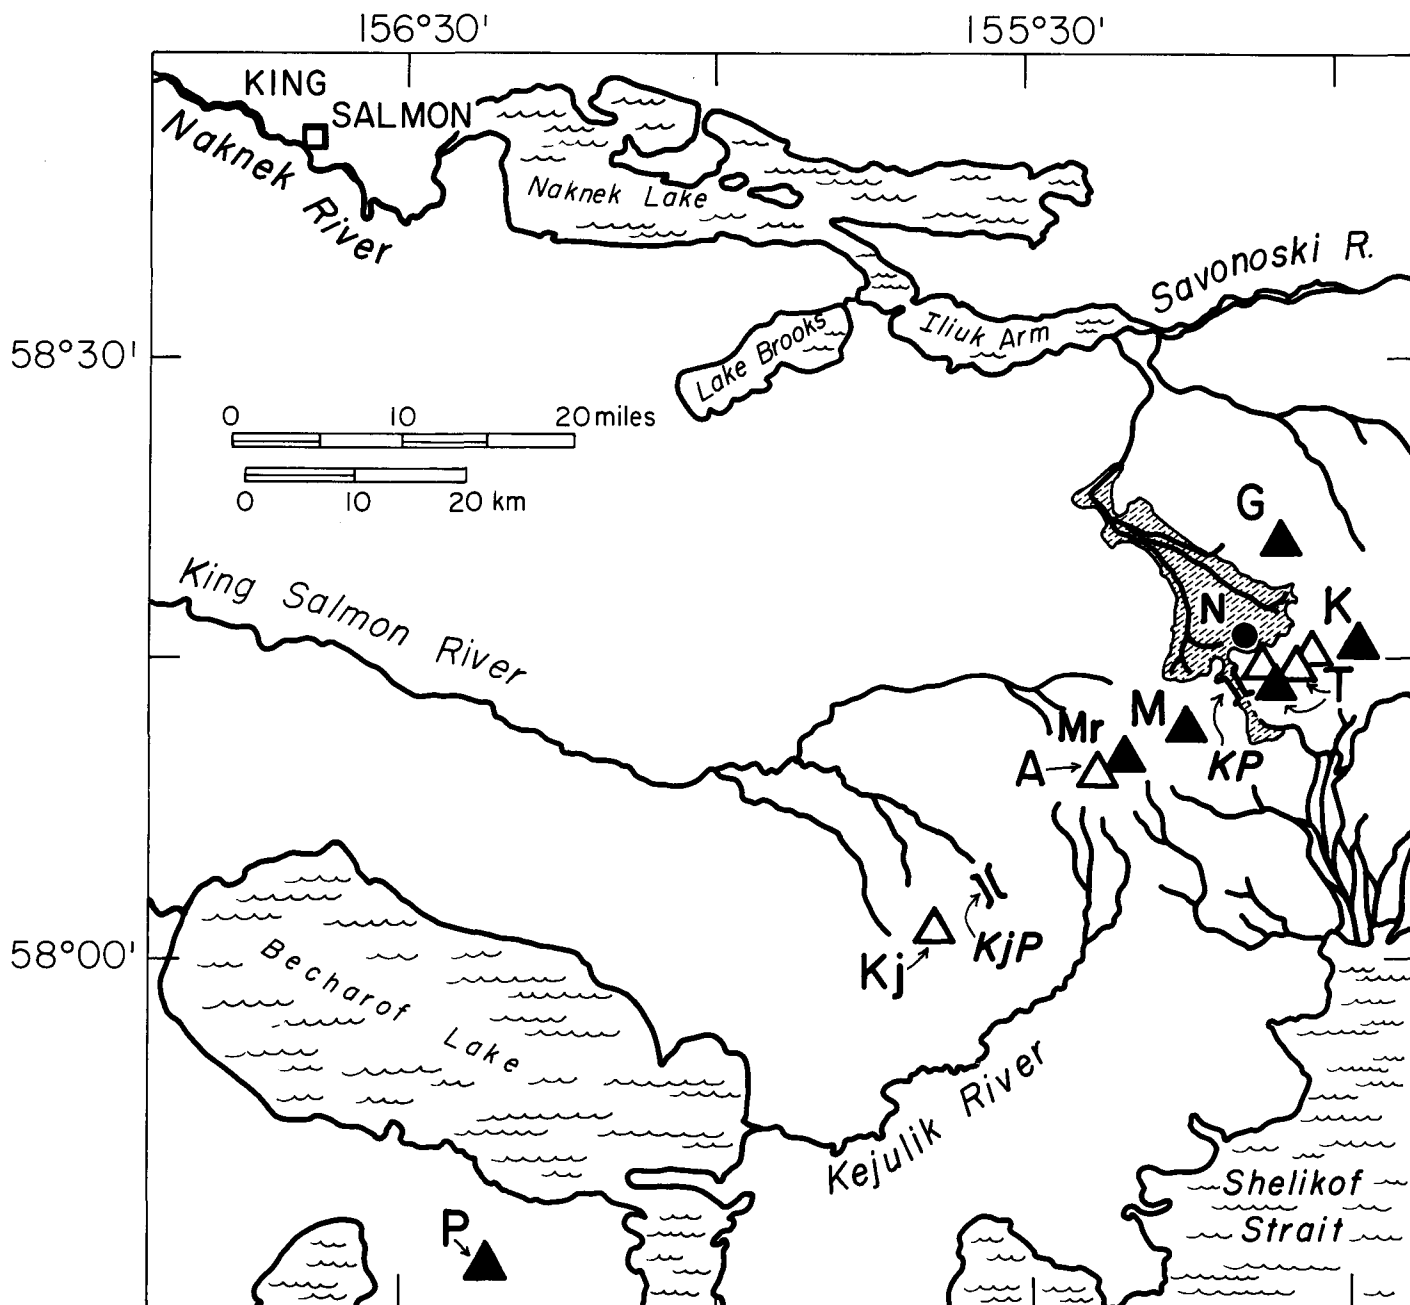 156°30' 155°30'
KING
SALMON
Naknek
River
Naknek Lake
Savonoski R.
Iliuk Arm
Lake Brooks
58°30'
0 10 20 miles
0 10 20 km
G
N
K
T
King Salmon River
M
Mr
A
KP
KjP
Kj
58°00'
Becharof Lake
Kejulik River
Shelikof
Strait
P